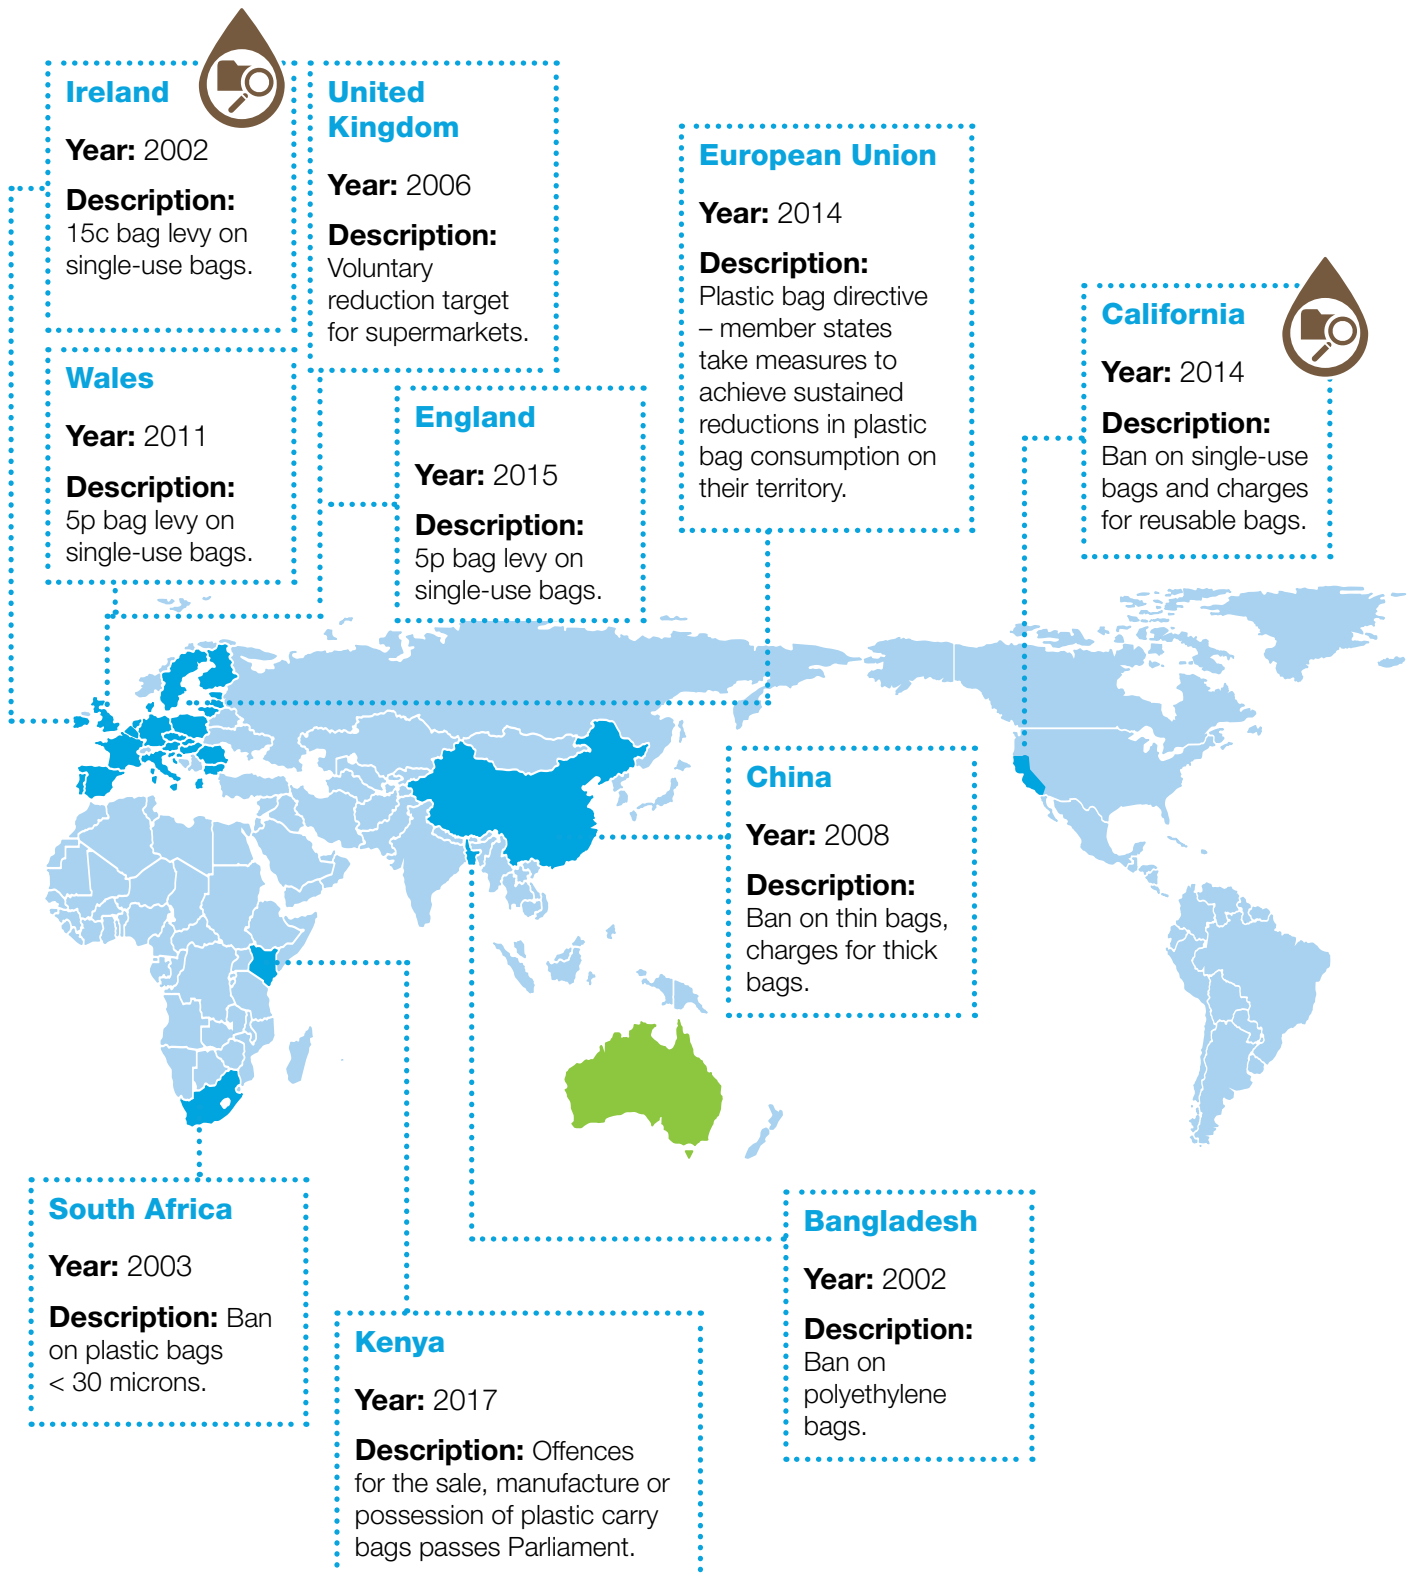 Ireland
Year: 2002
Description:
15c bag levy on
single-use bags.
United
Kingdom
Year: 2006
Description:
Voluntary
reduction target
for supermarkets.
European Union
Year: 2014
Description:
Plastic bag directive
– member states
take measures to
achieve sustained
reductions in plastic
bag consumption on
their territory.
California
Year: 2014
Description:
Ban on single-use
bags and charges
for reusable bags.
Wales
Year: 2011
Description:
5p bag levy on
single-use bags.
England
Year: 2015
Description:
5p bag levy on
single-use bags.
China
Year: 2008
Description:
Ban on thin bags,
charges for thick
bags.
South Africa
Year: 2003
Description: Ban
on plastic bags
< 30 microns.
Kenya
Year: 2017
Description: Offences
for the sale, manufacture or
possession of plastic carry
bags passes Parliament.
Bangladesh
Year: 2002
Description:
Ban on
polyethylene
bags.